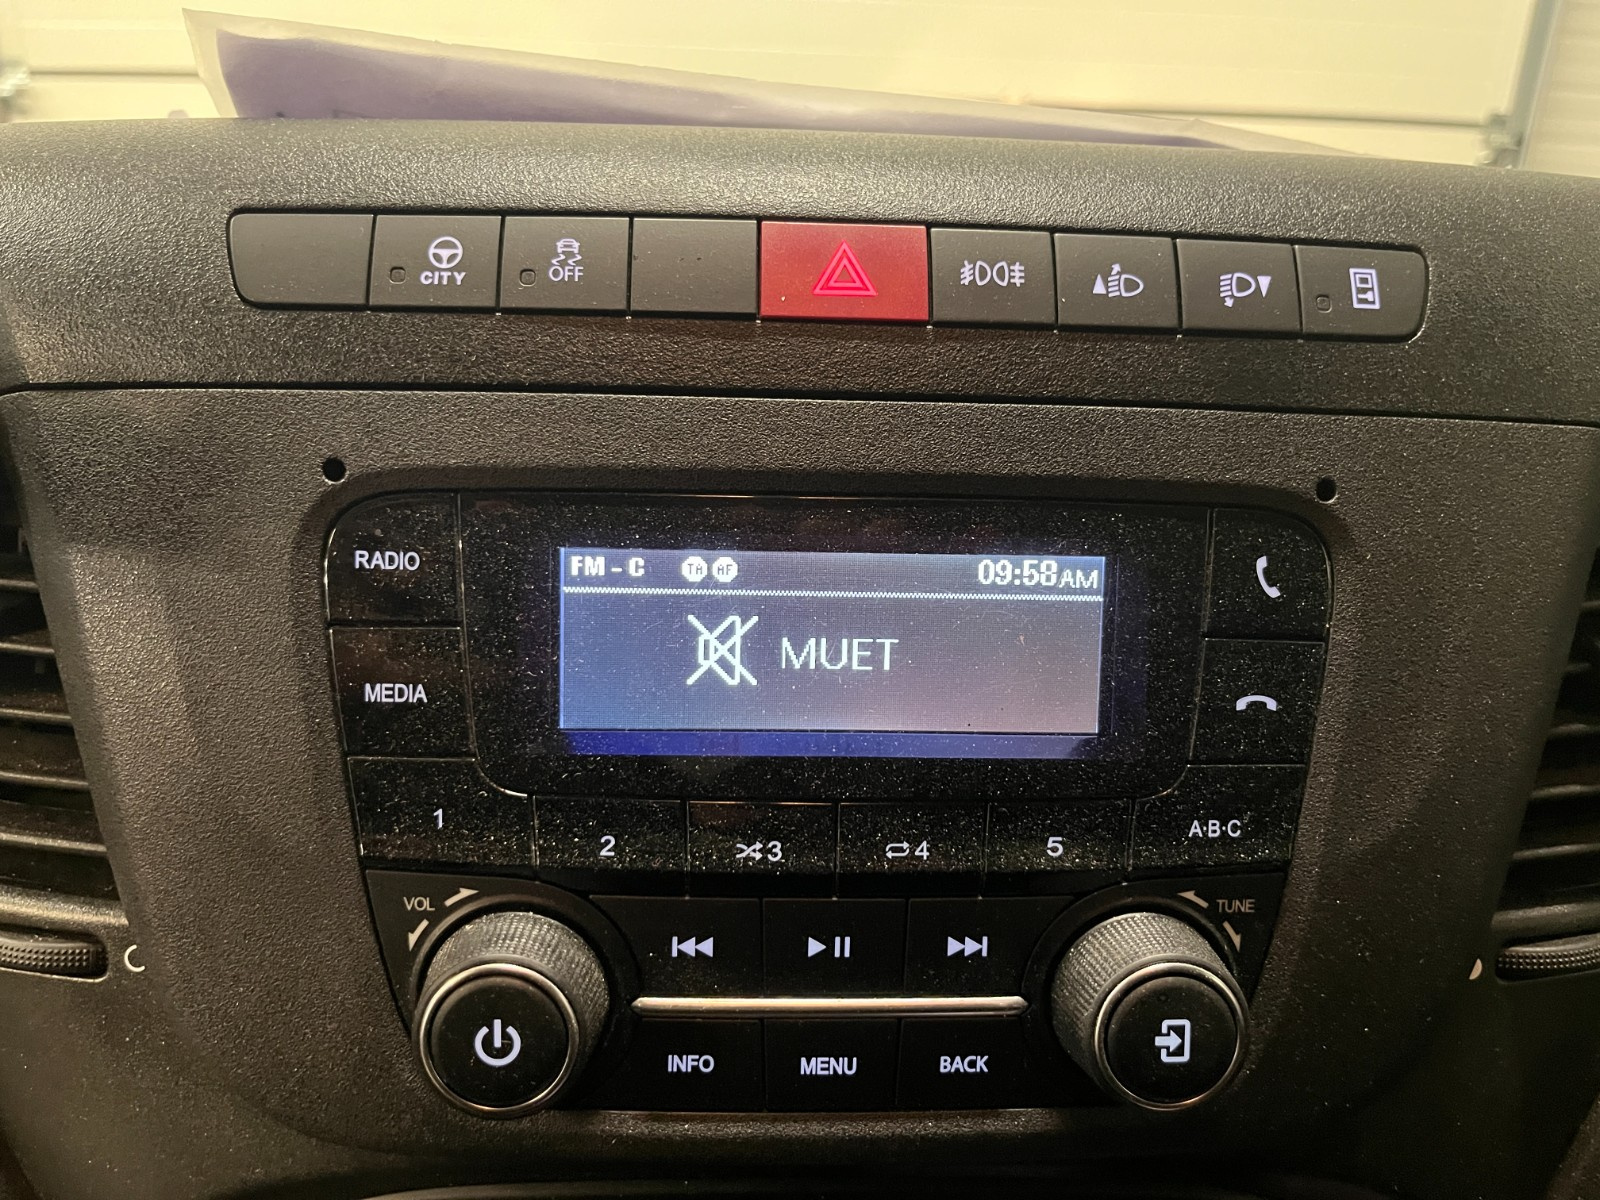 CITY
OFF
RADIO
FM - C TA AF 09:58AM
MUET
MEDIA
1
2
3
4
5
A·B·C
VOL
TUNE
INFO
MENU
BACK